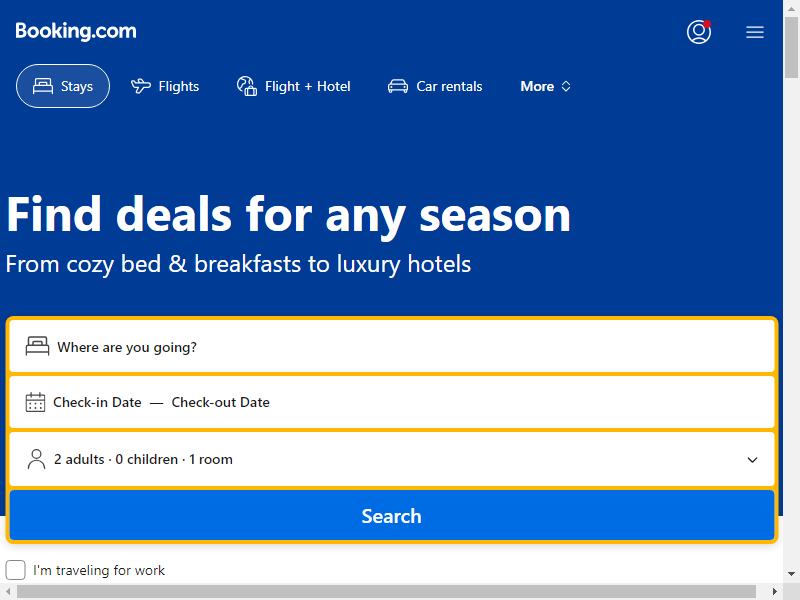 Booking.com
Stays
Flights
Flight + Hotel
Car rentals
More
Find deals for any season
From cozy bed & breakfasts to luxury hotels
Where are you going?
Check-in Date — Check-out Date
2 adults · 0 children · 1 room
Search
I'm traveling for work